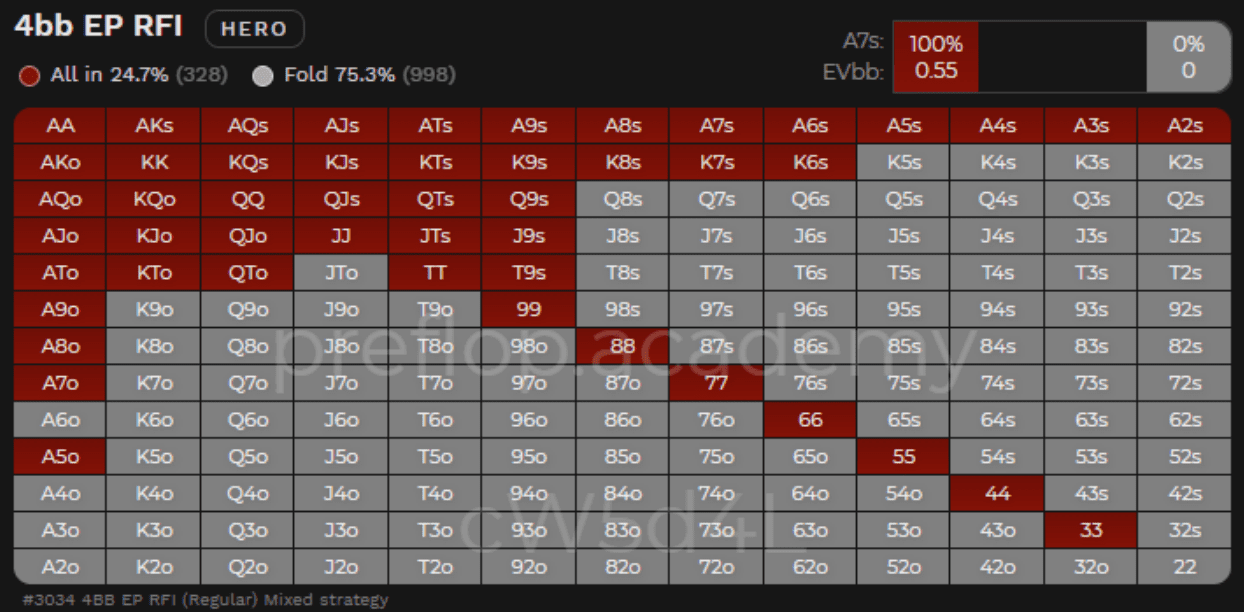 4bb EP RFI HERO
All in 24.7% (328) Fold 75.3% (998)
A7s: 100% 0%
EVbb: 0.55 0
AA AKs AQs AJs ATs A9s A8s A7s A6s A5s A4s A3s A2s
AKo KK KQs KJs KTs K9s K8s K7s K6s K5s K4s K3s K2s
AQo KQo QQ QJs QTs Q9s Q8s Q7s Q6s Q5s Q4s Q3s Q2s
AJo KJo QJo JJ JTs J9s J8s J7s J6s J5s J4s J3s J2s
ATo KTo QTo JTo TT T9s T8s T7s T6s T5s T4s T3s T2s
A9o K9o Q9o J9o T9o 99 98s 97s 96s 95s 94s 93s 92s
A8o K8o Q8o J8o T8o 98o 88 87s 86s 85s 84s 83s 82s
preflop.academy
A7o K7o Q7o J7o T7o 97o 87o 77 76s 75s 74s 73s 72s
A6o K6o Q6o J6o T6o 96o 86o 76o 66 65s 64s 63s 62s
A5o K5o Q5o J5o T5o 95o 85o 75o 65o 55 54s 53s 52s
A4o K4o Q4o J4o T4o 94o 84o 74o 64o 54o 44 43s 42s
A3o K3o Q3o J3o T3o 93o 83o 73o 63o 53o 43o 33 32s
cW5d4L
A2o K2o Q2o J2o T2o 92o 82o 72o 62o 52o 42o 32o 22
#3034 4BB EP RFI (Regular) Mixed strategy